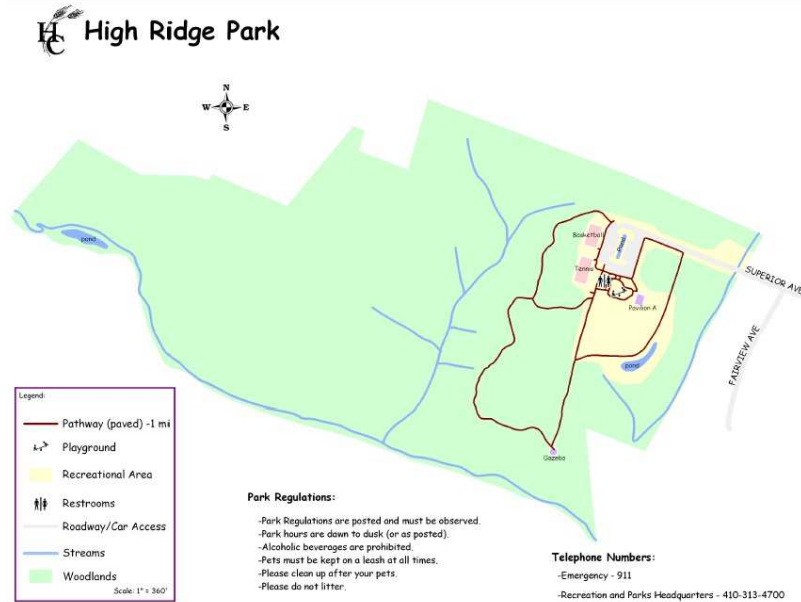 HC High Ridge Park
N
W E
S
pond
Basketball
Pond
Tennis
SUPERIOR AVE
Pavilion A
FAIRVIEW AVE
pond
Gazebo
Legend:
Pathway (paved) -1 mi
Playground
Recreational Area
Restrooms
Roadway/Car Access
Streams
Woodlands
Scale: 1" = 360'
Park Regulations:
-Park Regulations are posted and must be observed.
-Park hours are dawn to dusk (or as posted).
-Alcoholic beverages are prohibited.
-Pets must be kept on a leash at all times.
-Please clean up after your pets.
-Please do not litter.
Telephone Numbers:
-Emergency - 911
-Recreation and Parks Headquarters - 410-313-4700